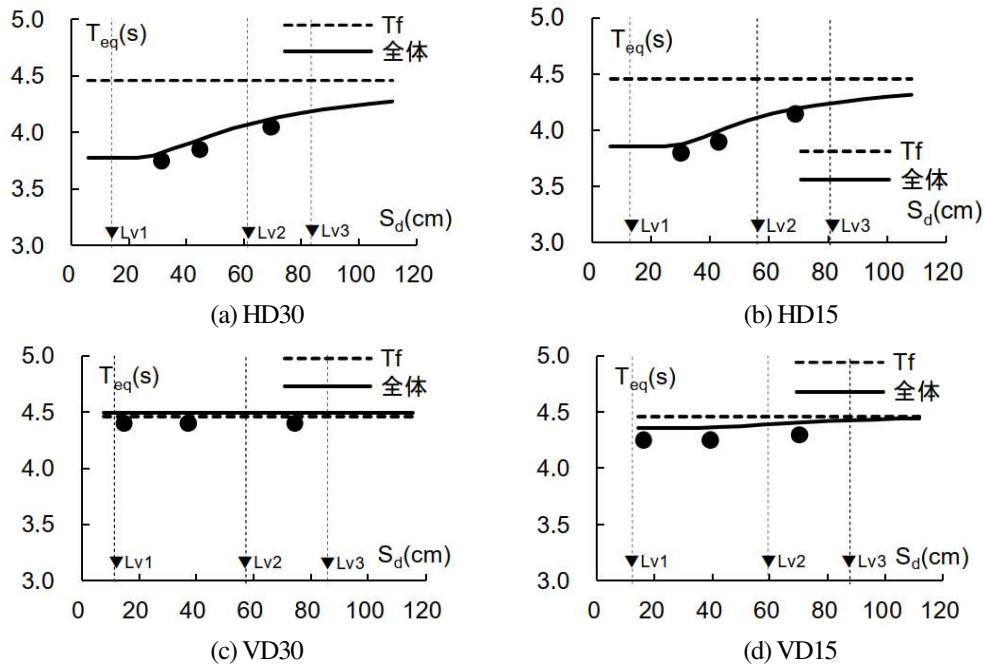 5.0
4.5
4.0
3.5
3.0
T_eq(s)
Tf
全体
S_d(cm)
▼Lv1
▼Lv2
▼Lv3
0 20 40 60 80 100 120
(a) HD30
5.0
4.5
4.0
3.5
3.0
T_eq(s)
Tf
全体
S_d(cm)
▼Lv1
▼Lv2
▼Lv3
0 20 40 60 80 100 120
(b) HD15
5.0
4.5
4.0
3.5
3.0
T_eq(s)
Tf
全体
S_d(cm)
▼Lv1
▼Lv2
▼Lv3
0 20 40 60 80 100 120
(c) VD30
5.0
4.5
4.0
3.5
3.0
T_eq(s)
Tf
全体
S_d(cm)
▼Lv1
▼Lv2
▼Lv3
0 20 40 60 80 100 120
(d) VD15